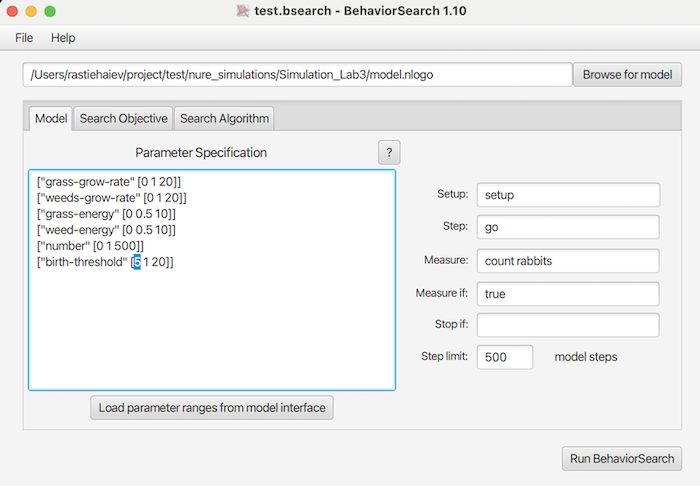 test.bsearch - BehaviorSearch 1.10
File Help
/Users/rastiehaiev/project/test/nure_simulations/Simulation_Lab3/model.nlogo Browse for model
Model Search Objective Search Algorithm
Parameter Specification ?
["grass-grow-rate" [0 1 20]]
["weeds-grow-rate" [0 1 20]]
["grass-energy" [0 0.5 10]]
["weed-energy" [0 0.5 10]]
["number" [0 1 500]]
["birth-threshold" [5 1 20]]
Load parameter ranges from model interface
Setup: setup
Step: go
Measure: count rabbits
Measure if: true
Stop if:
Step limit: 500 model steps
Run BehaviorSearch